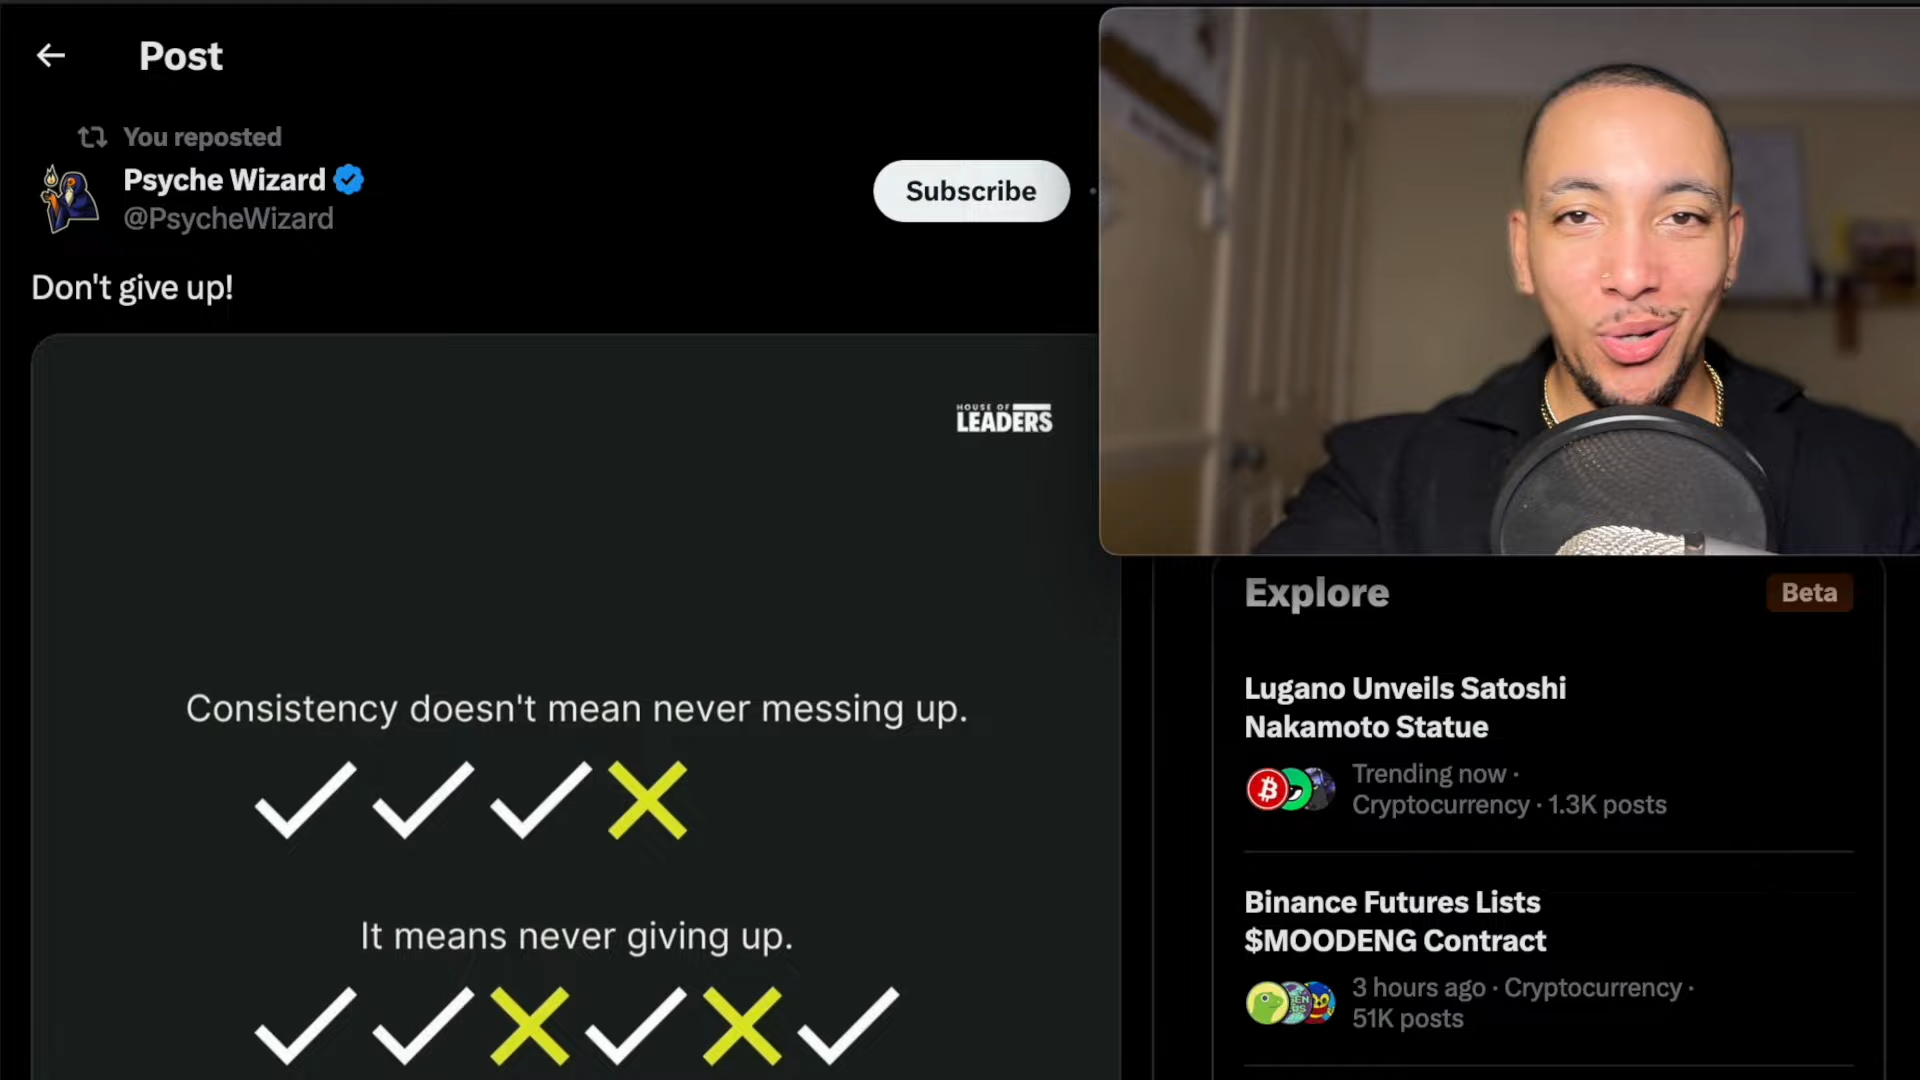 Post
You reposted
Psyche Wizard
@PsycheWizard
Subscribe
Don't give up!
HOUSE OF
LEADERS
Consistency doesn't mean never messing up.
It means never giving up.
Explore
Beta
Lugano Unveils Satoshi
Nakamoto Statue
Trending now ·
Cryptocurrency · 1.3K posts
Binance Futures Lists
$MOODENG Contract
3 hours ago · Cryptocurrency ·
51K posts